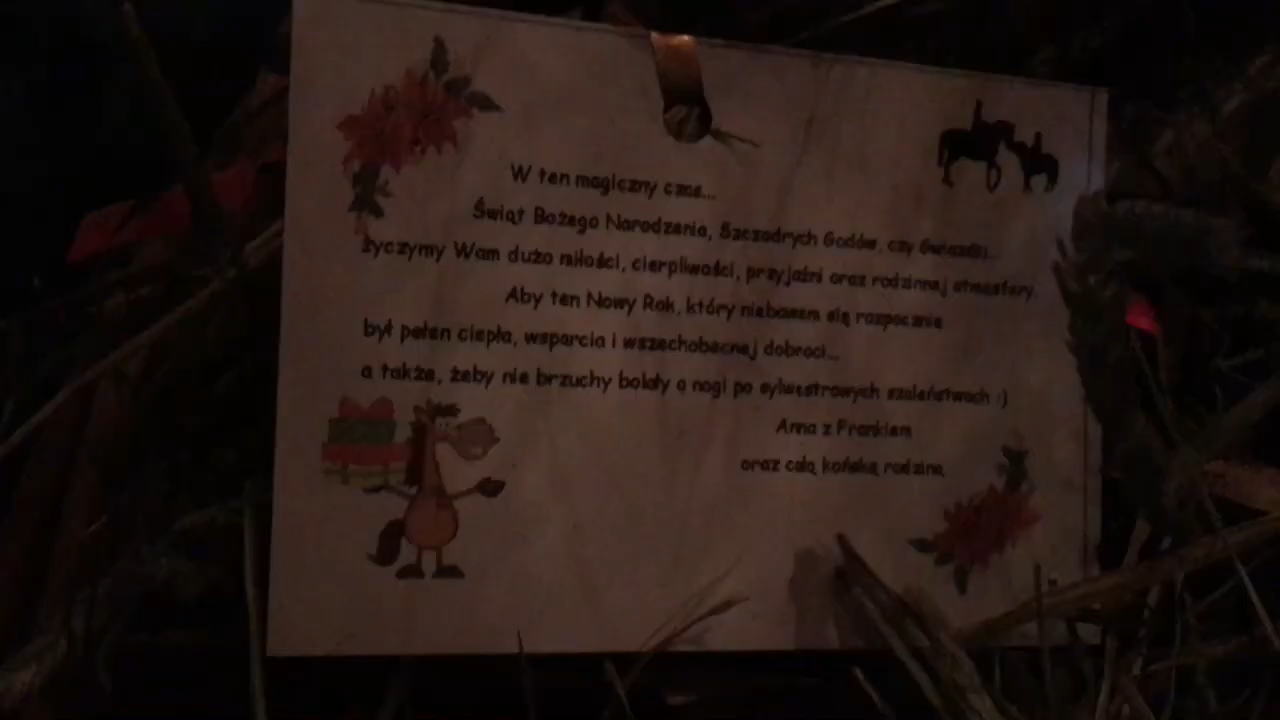 W ten magiczny czas...
Świąt Bożego Narodzenia, Szczodrych Godów, czy Gwiazdki...
życzymy Wam dużo miłości, cierpliwości, przyjaźni oraz rodzinnej atmosfery.
Aby ten Nowy Rok, który niebawem się rozpocznie
był pełen ciepła, wsparcia i wszechobecnej dobroci...
a także, żeby nie brzuchy bolały a nogi po sylwestrowych szaleństwach :)
Anna z Frankiem
oraz całą końską rodziną